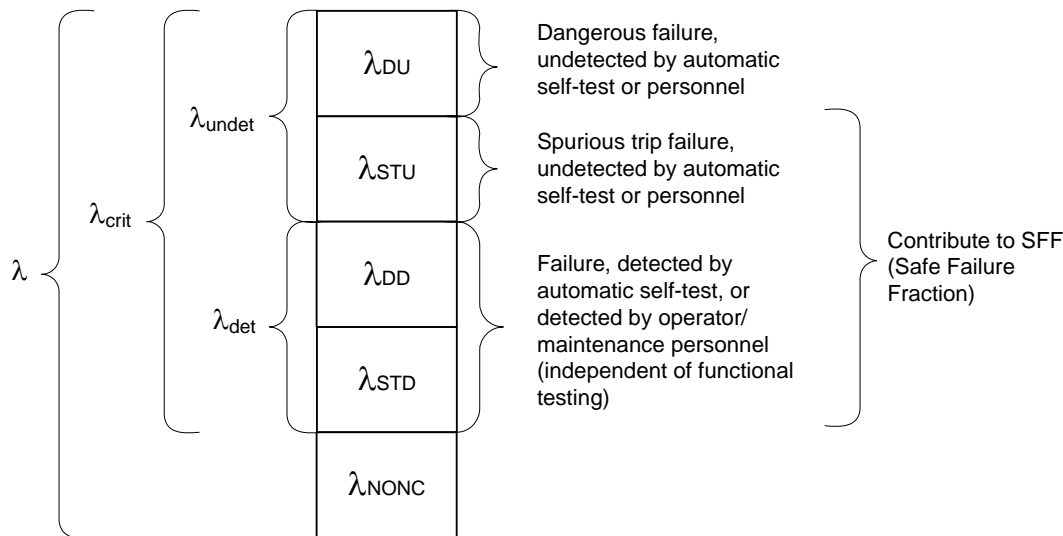 λ
λcrit
λundet
λdet
λDU
λSTU
λDD
λSTD
λNONC
Dangerous failure,
undetected by automatic
self-test or personnel
Spurious trip failure,
undetected by automatic
self-test or personnel
Failure, detected by
automatic self-test, or
detected by operator/
maintenance personnel
(independent of functional
testing)
Contribute to SFF
(Safe Failure
Fraction)